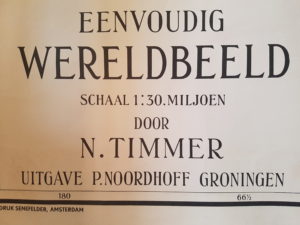 EENVOUDIG
WERELDBEELD
SCHAAL 1:30.MILJOEN
DOOR
N. TIMMER
UITGAVE P. NOORDHOFF GRONINGEN
180 66½
DRUK SENEFELDER, AMSTERDAM